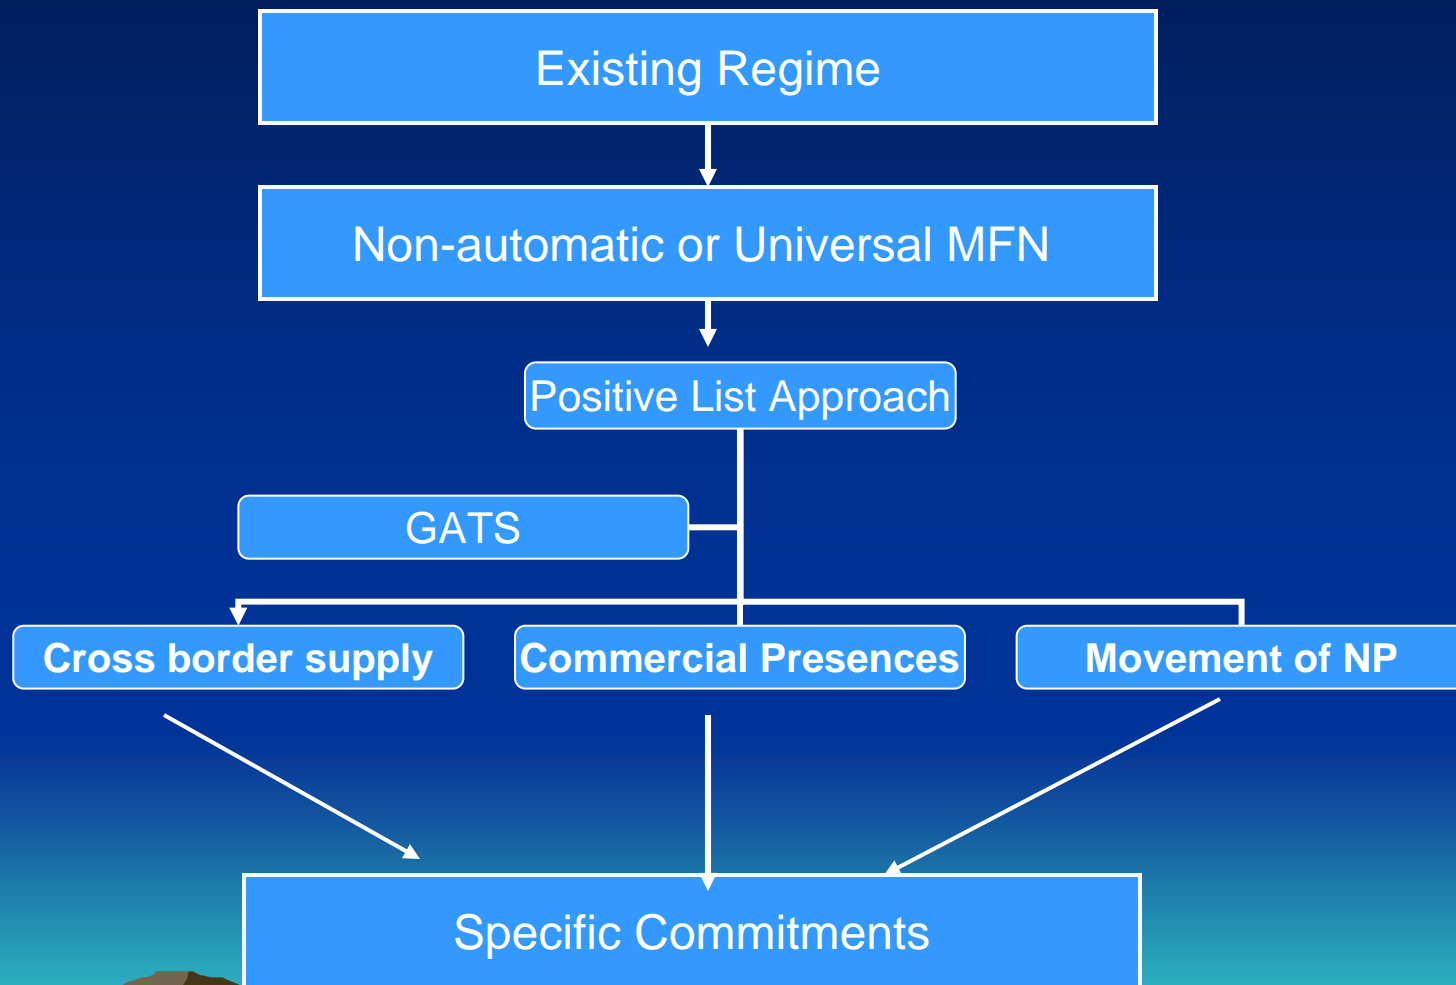 Existing Regime
Non-automatic or Universal MFN
Positive List Approach
GATS
Cross border supply
Commercial Presences
Movement of NP
Specific Commitments